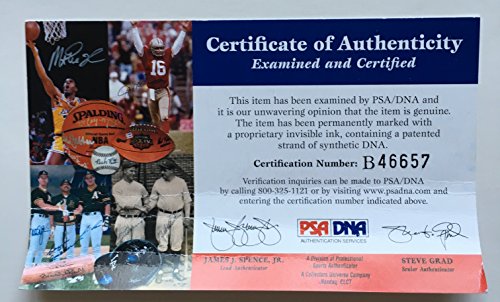 Certificate of Authenticity
Examined and Certified
16
SPALDING
NBA
This item has been examined by PSA/DNA and
it is our unwavering opinion that the item is genuine.
The item has been permanently marked with
a proprietary invisible ink, containing a patented
strand of synthetic DNA.
Certification Number: B46657
Verification inquiries can be made to PSA/DNA
by calling 800-325-1121 or by visiting www.psadna.com and
entering the certification number indicated above.
PSA DNA
AUTHENTICATION SERVICES
JAMES J. SPENCE, JR.
Lead Authenticator
A Division of Professional
Sports Authenticator
A Collectors Universe Company
Nasdaq: CLCT
STEVE GRAD
Senior Authenticator